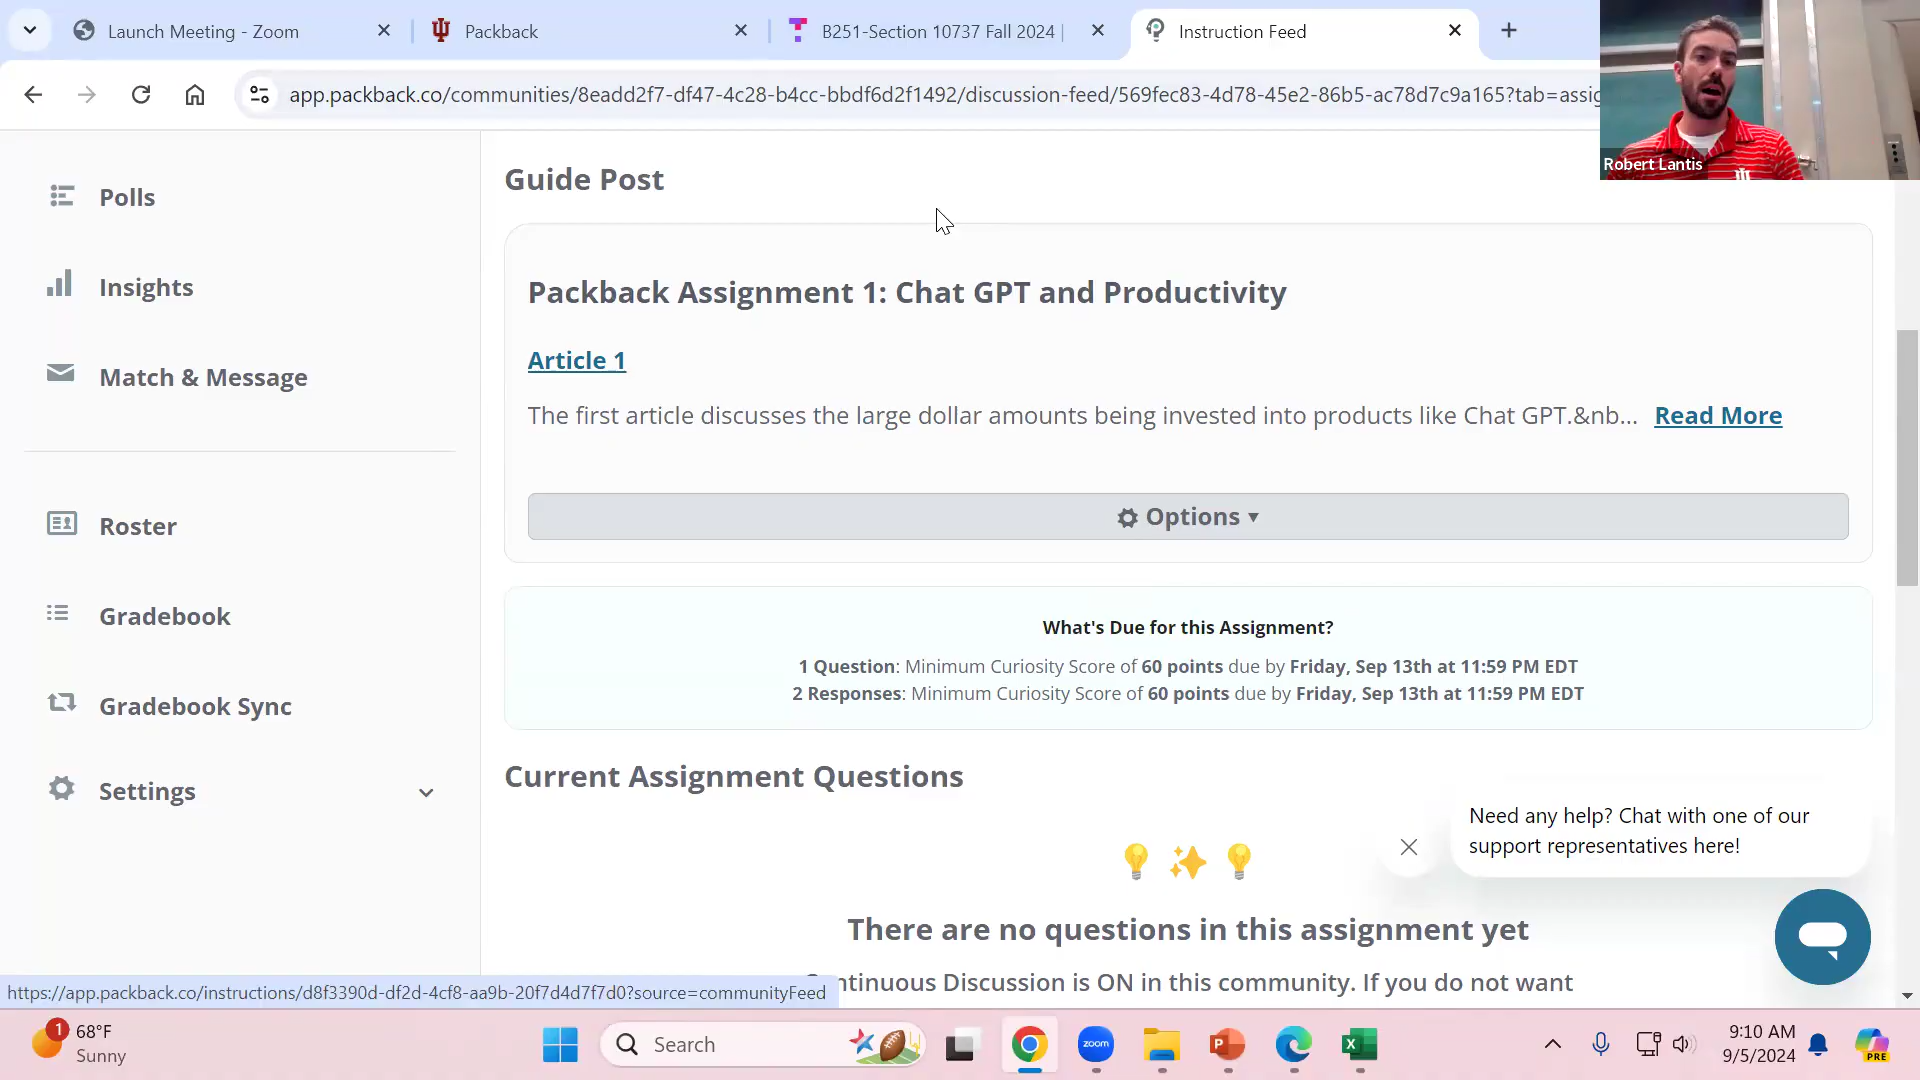 Launch Meeting - Zoom
Packback
B251-Section 10737 Fall 2024 |
Instruction Feed
app.packback.co/communities/8eadd2f7-df47-4c28-b4cc-bbdf6d2f1492/discussion-feed/569fec83-4d78-45e2-86b5-ac78d7c9a165?tab=assig
Robert Lantis
Polls
Insights
Match & Message
Roster
Gradebook
Gradebook Sync
Settings
Guide Post
Packback Assignment 1: Chat GPT and Productivity
Article 1
The first article discusses the large dollar amounts being invested into products like Chat GPT.&nb... Read More
Options ▾
What's Due for this Assignment?
1 Question: Minimum Curiosity Score of 60 points due by Friday, Sep 13th at 11:59 PM EDT
2 Responses: Minimum Curiosity Score of 60 points due by Friday, Sep 13th at 11:59 PM EDT
Current Assignment Questions
There are no questions in this assignment yet
ntinuous Discussion is ON in this community. If you do not want
Need any help? Chat with one of our
support representatives here!
https://app.packback.co/instructions/d8f3390d-df2d-4cf8-aa9b-20f7d4d7f7d0?source=communityFeed
1
68°F
Sunny
Search
zoom
9:10 AM
9/5/2024
PRE